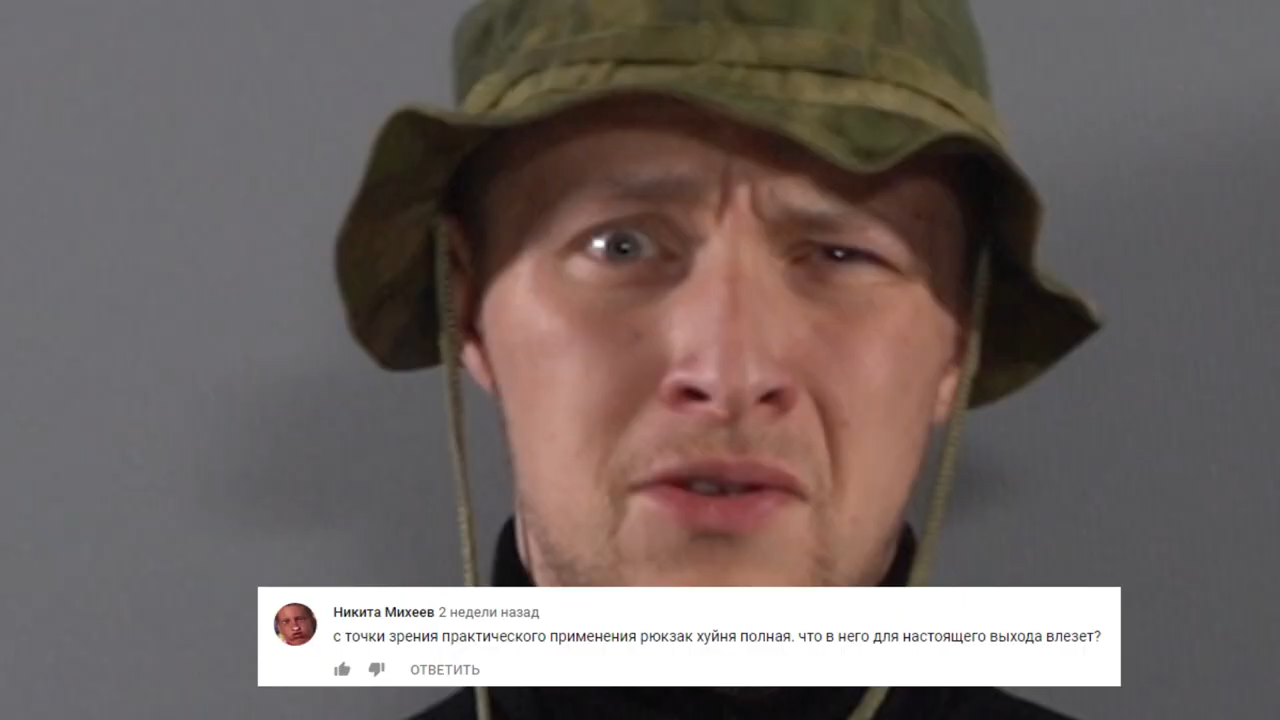 Никита Михеев 2 недели назад
с точки зрения практического применения рюкзак хуйня полная. что в него для настоящего выхода влезет?
ОТВЕТИТЬ